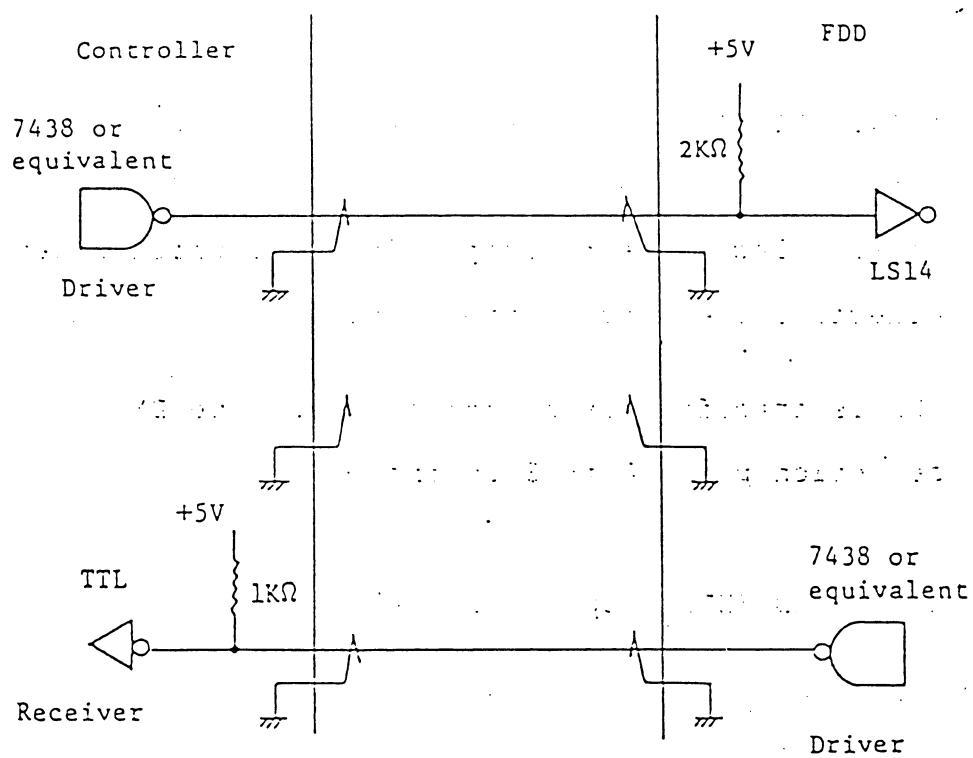 Controller
FDD
+5V
7438 or
equivalent
2KΩ
Driver
LS14
+5V
TTL
1KΩ
7438 or
equivalent
Receiver
Driver